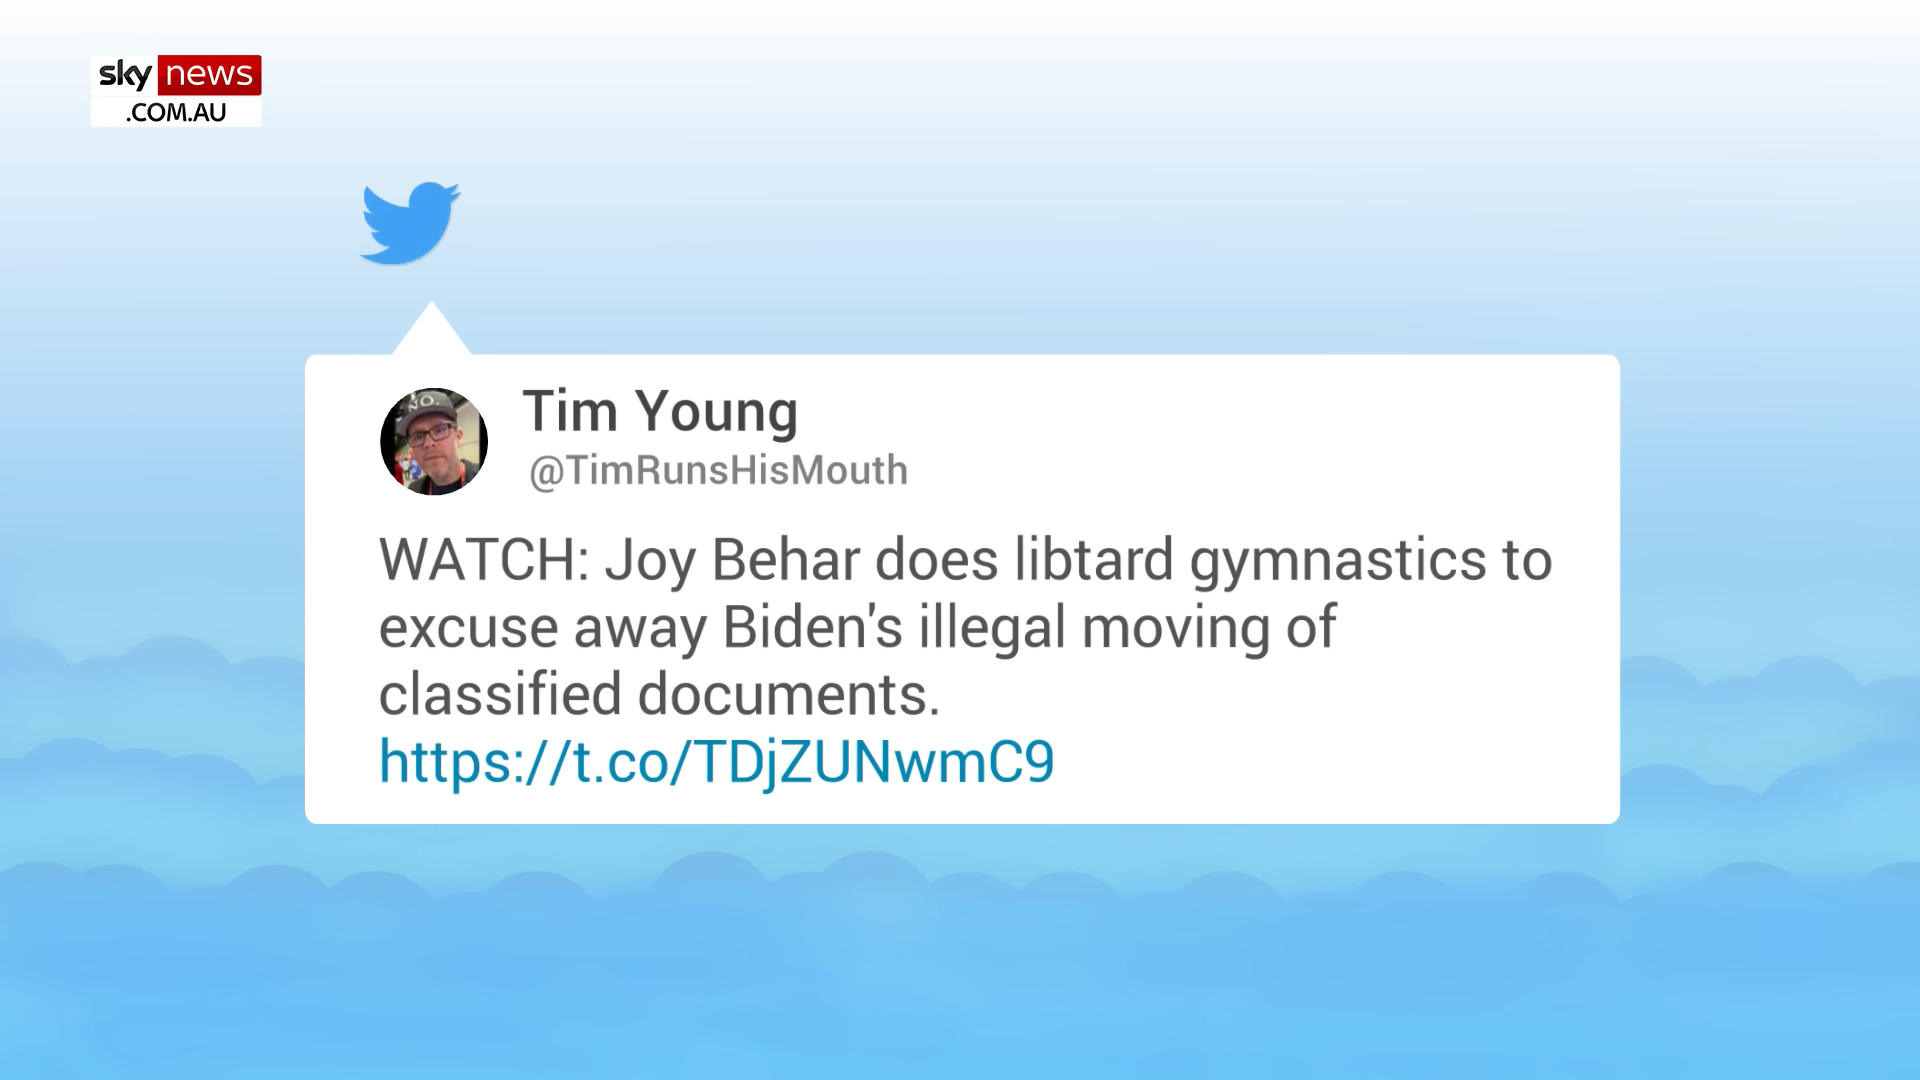 sky news
.COM.AU
NO.
Tim Young
@TimRunsHisMouth
WATCH: Joy Behar does libtard gymnastics to
excuse away Biden's illegal moving of
classified documents.
https://t.co/TDjZUNwmC9